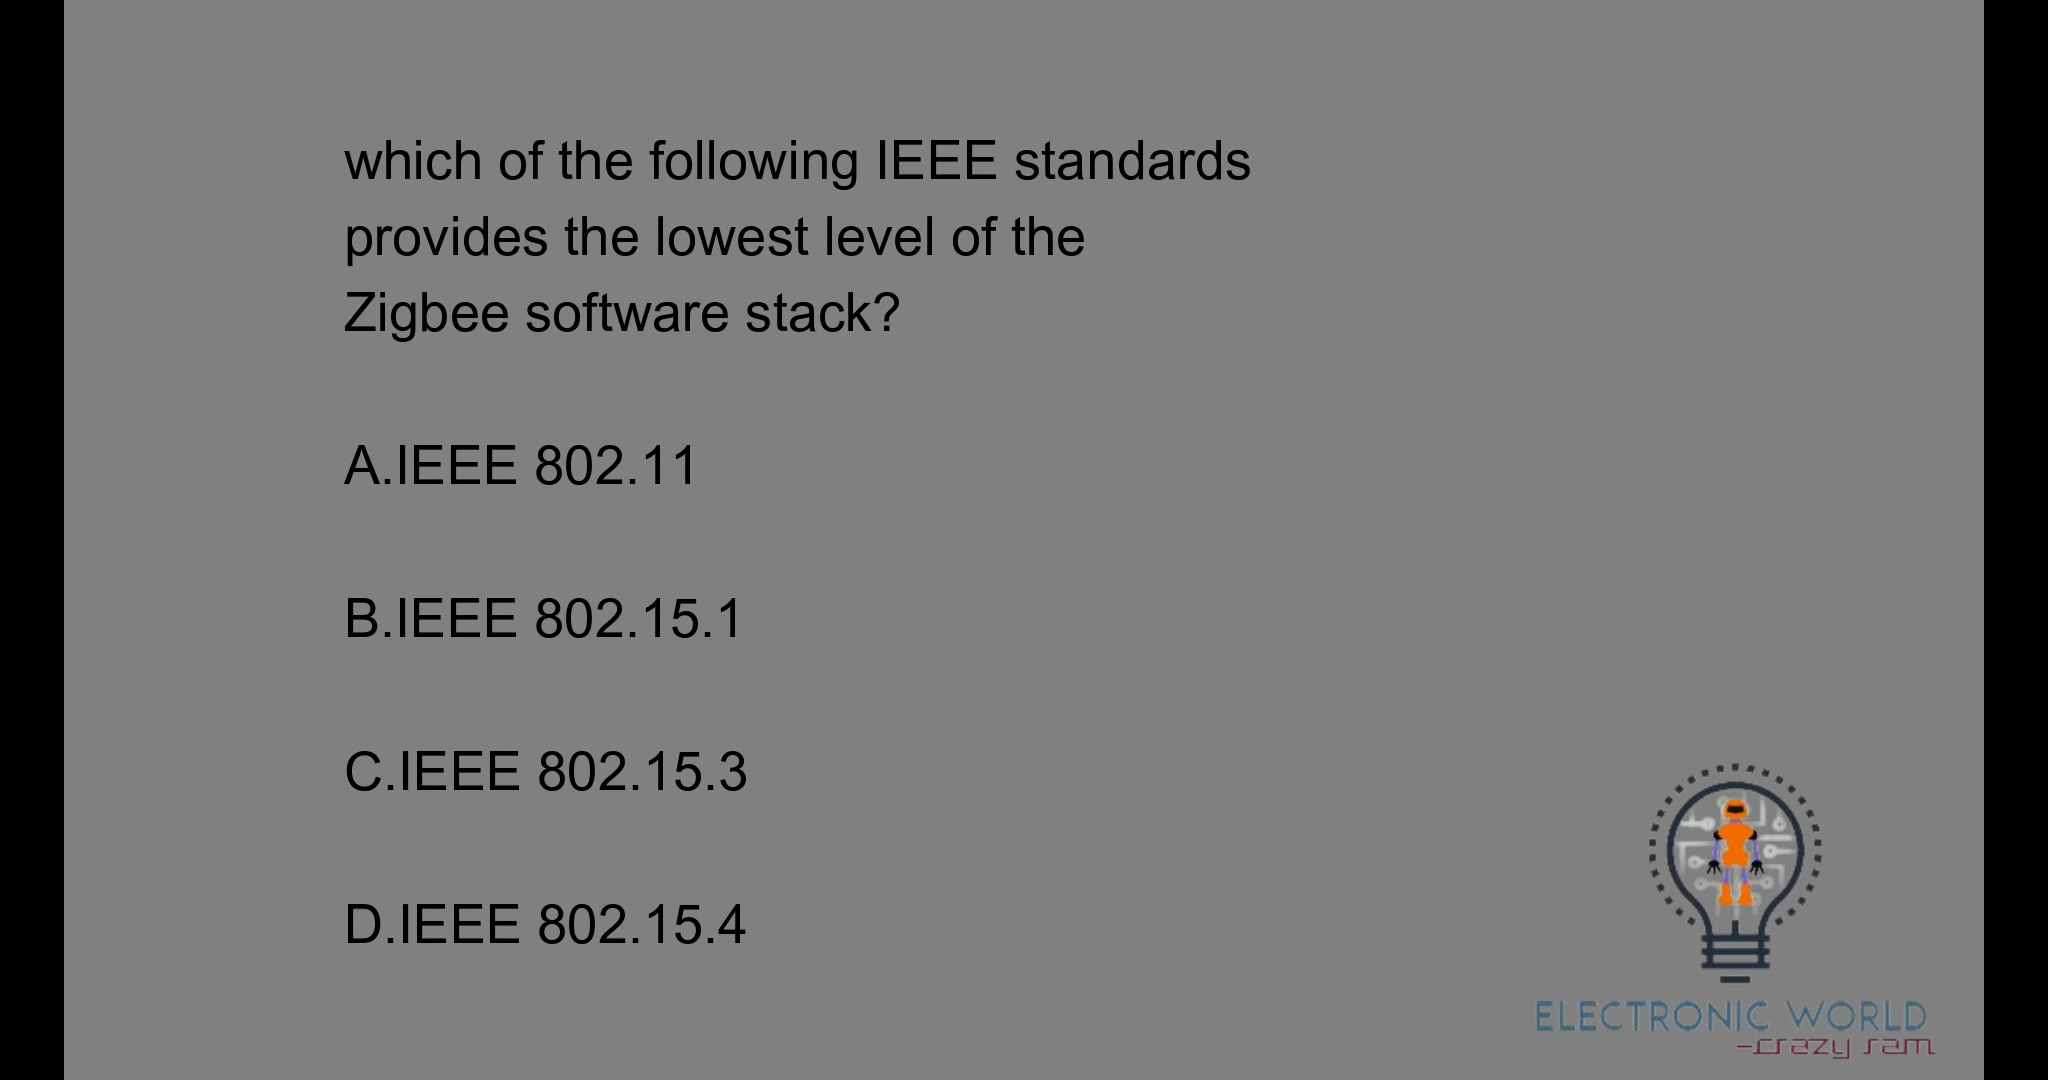 which of the following IEEE standards
provides the lowest level of the
Zigbee software stack?
A.IEEE 802.11
B.IEEE 802.15.1
C.IEEE 802.15.3
D.IEEE 802.15.4
ELECTRONIC WORLD
-crazy ram